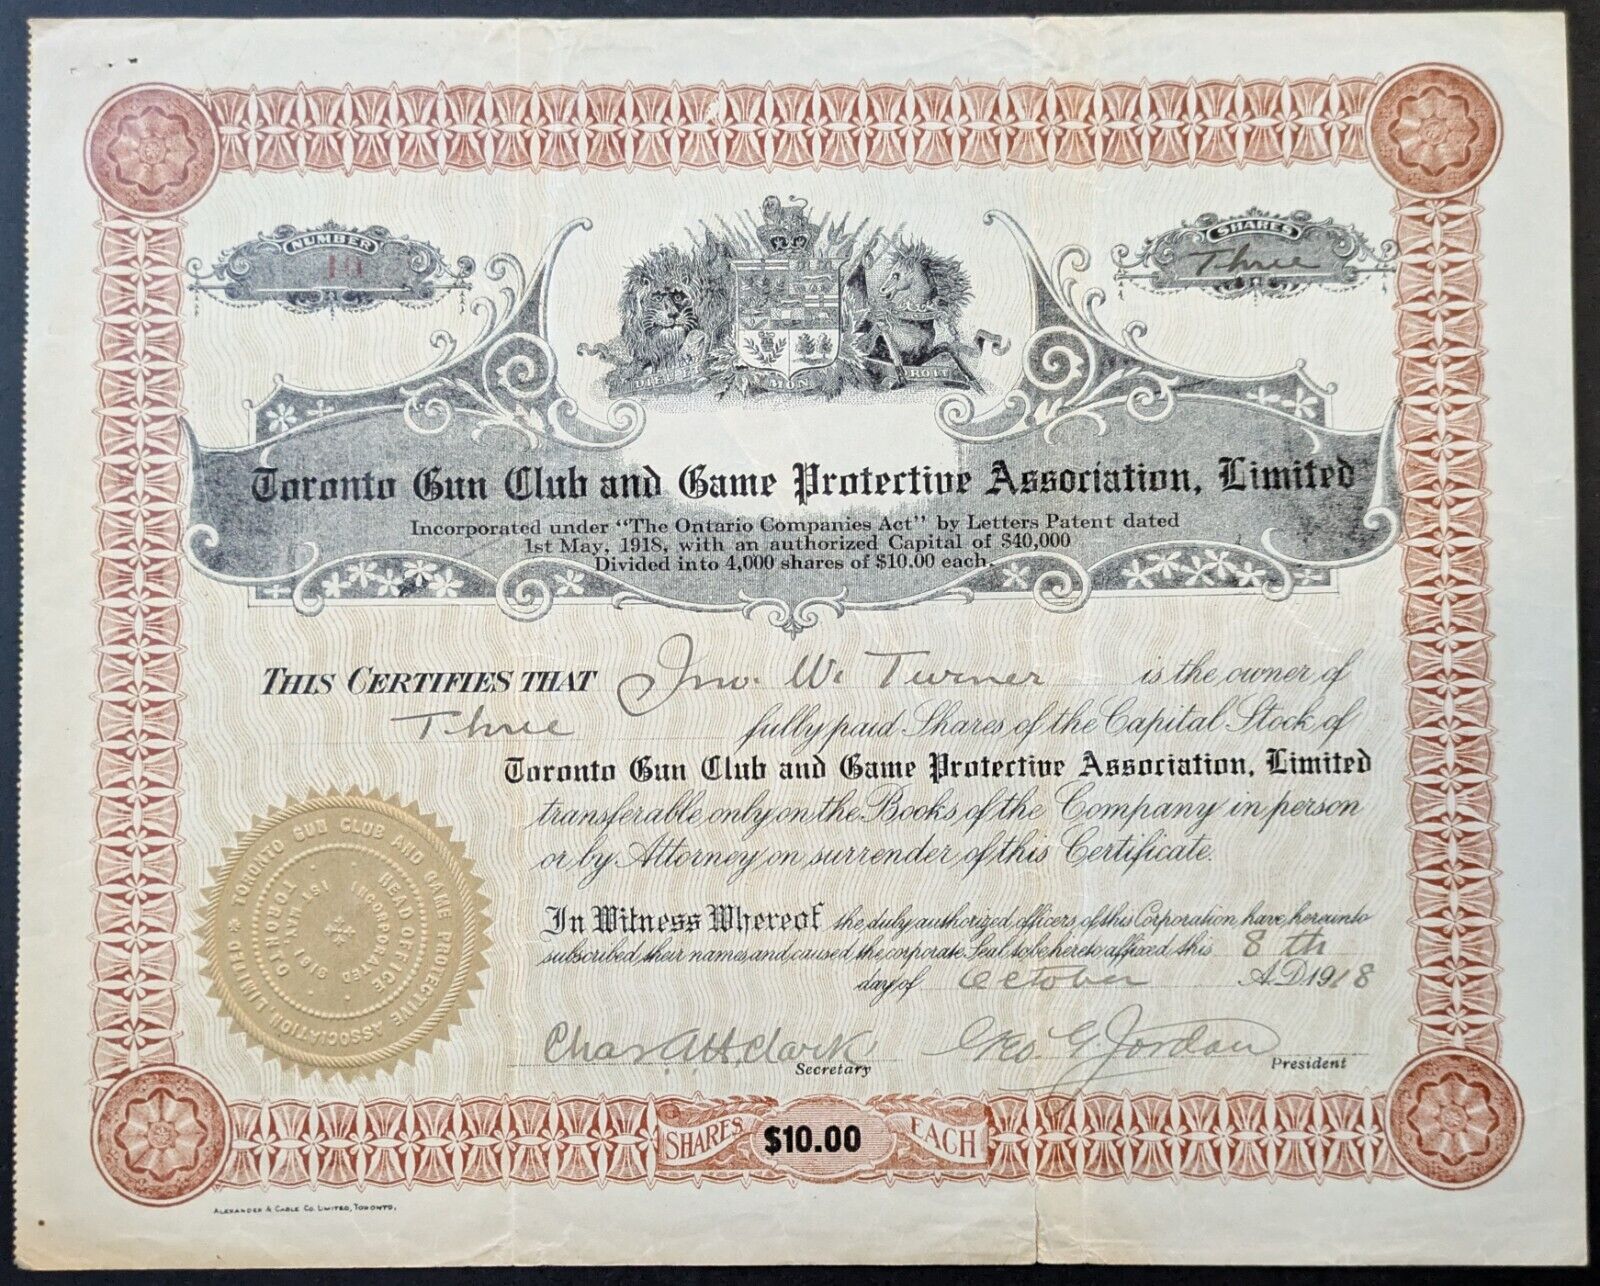 NUMBER
10
SHARES
Three
DIEU ET MON DROIT
Toronto Gun Club and Game Protective Association, Limited
Incorporated under "The Ontario Companies Act" by Letters Patent dated
1st May, 1918, with an authorized Capital of $40,000
Divided into 4,000 shares of $10.00 each.
THIS CERTIFIES THAT Jno. W. Turner is the owner of
Three fully paid Shares of the Capital Stock of
Toronto Gun Club and Game Protective Association, Limited
transferable only on the Books of the Company in person
or by Attorney on surrender of this Certificate.
In Witness Whereof the duly authorized officers of this Corporation have hereunto
subscribed their names and caused the corporate Seal to be hereto affixed this 8th
day of October A.D. 1918
TORONTO GUN CLUB AND GAME PROTECTIVE ASSOCIATION, LIMITED
HEAD OFFICE TORONTO
INCORPORATED 1ST MAY 1918
Chas. A H. Clark
Secretary
Geo. G. Jordan
President
SHARES $10.00 EACH
ALEXANDER & CABLE CO. LIMITED, TORONTO.